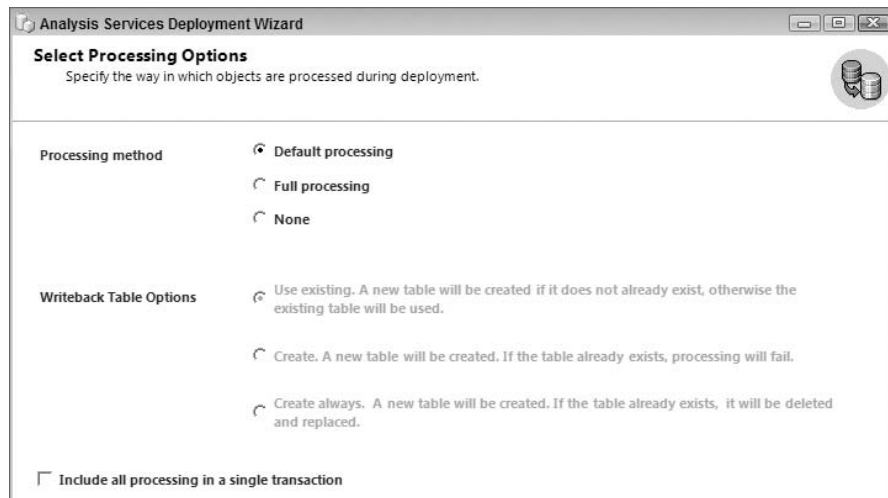 Analysis Services Deployment Wizard
Select Processing Options
Specify the way in which objects are processed during deployment.
Processing method
Default processing
Full processing
None
Writeback Table Options
Use existing. A new table will be created if it does not already exist, otherwise the
existing table will be used.
Create. A new table will be created. If the table already exists, processing will fail.
Create always. A new table will be created. If the table already exists, it will be deleted
and replaced.
Include all processing in a single transaction